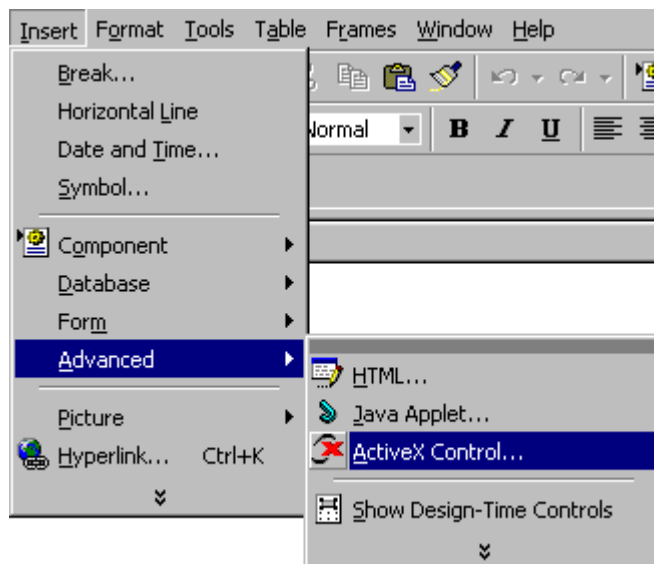 Insert Format Tools Table Frames Window Help
Break...
Horizontal Line
Normal B I U
Date and Time...
Symbol...
Component
Database
Form
Advanced
HTML...
Picture
Java Applet...
Hyperlink... Ctrl+K
ActiveX Control...
Show Design-Time Controls